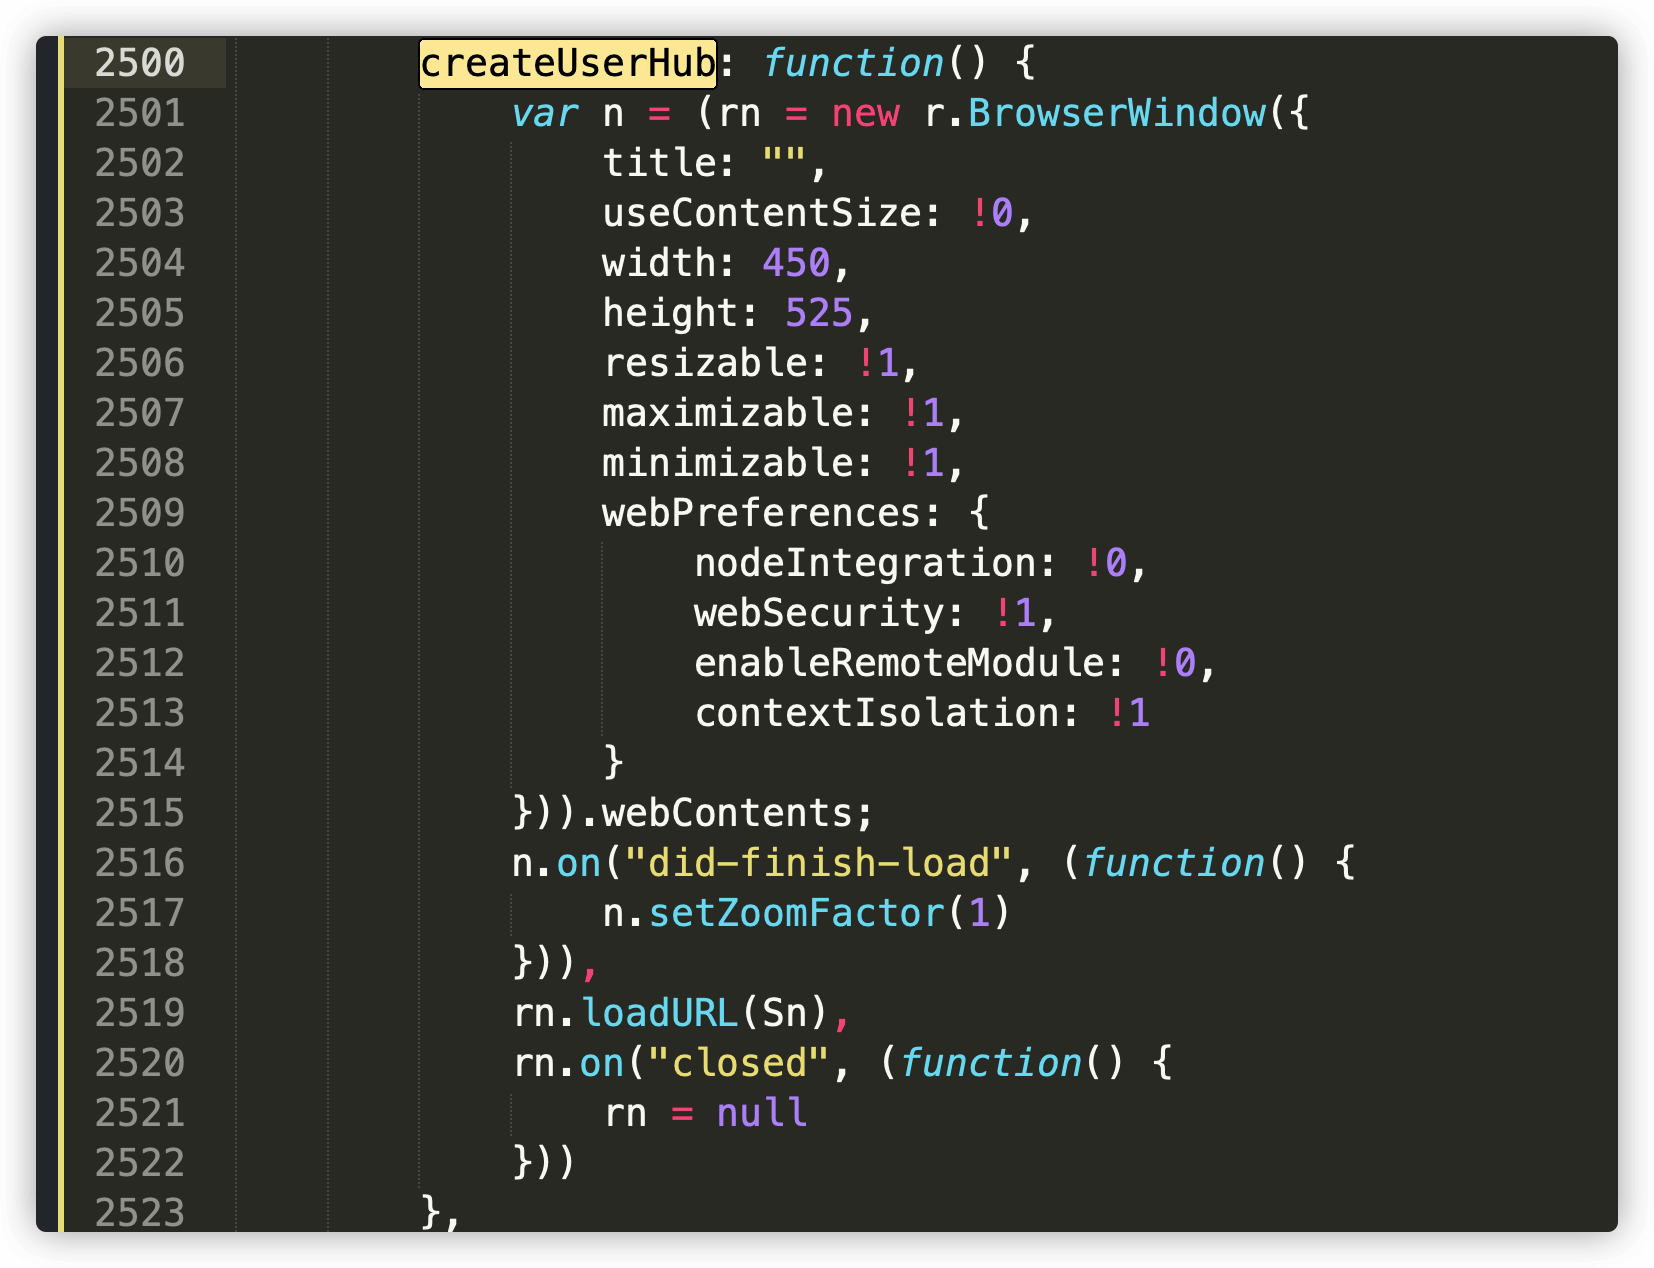 2500 createUserHub: function() {
2501 var n = (rn = new r.BrowserWindow({
2502 title: "",
2503 useContentSize: !0,
2504 width: 450,
2505 height: 525,
2506 resizable: !1,
2507 maximizable: !1,
2508 minimizable: !1,
2509 webPreferences: {
2510 nodeIntegration: !0,
2511 webSecurity: !1,
2512 enableRemoteModule: !0,
2513 contextIsolation: !1
2514 }
2515 })).webContents;
2516 n.on("did-finish-load", (function() {
2517 n.setZoomFactor(1)
2518 })),
2519 rn.loadURL(Sn),
2520 rn.on("closed", (function() {
2521 rn = null
2522 }))
2523 },